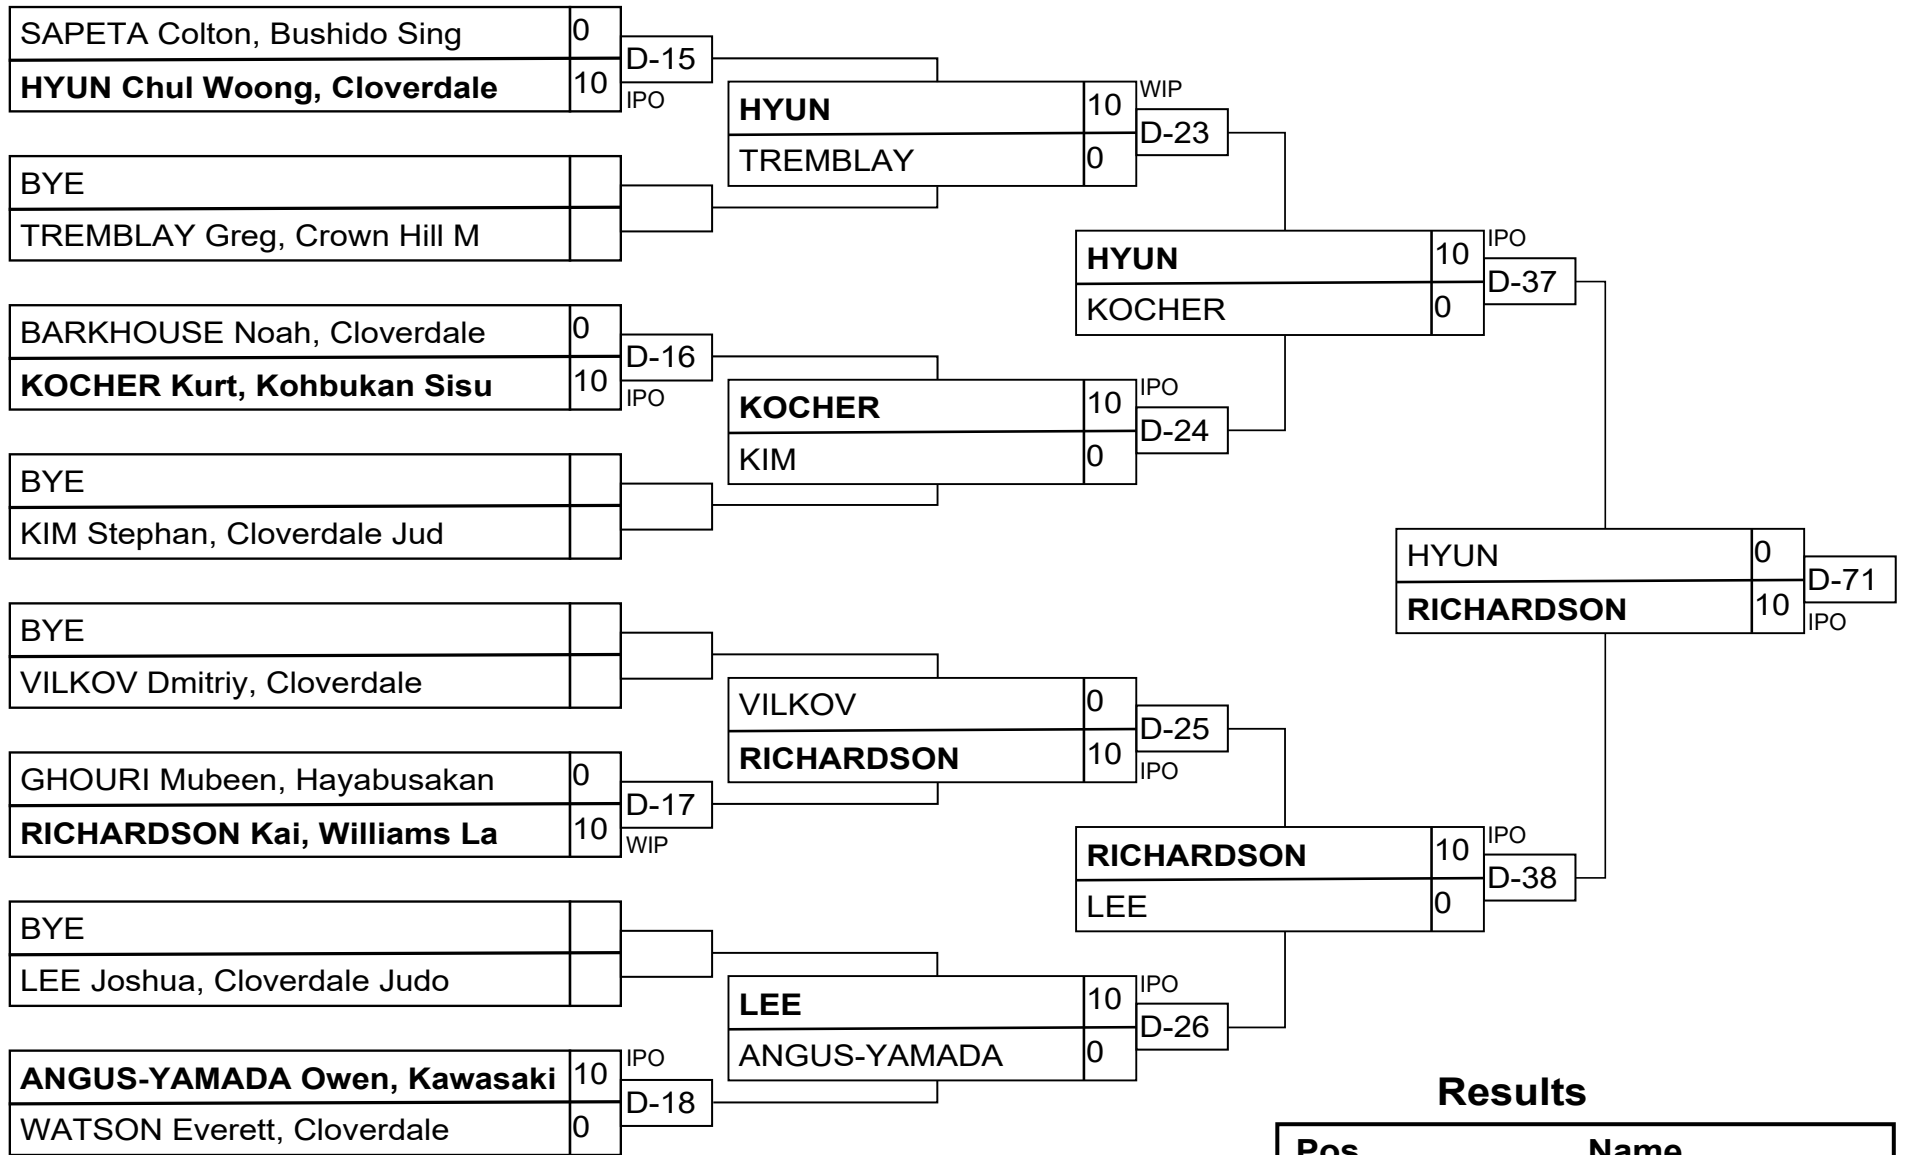 SAPETA Colton, Bushido Sing 0
HYUN Chul Woong, Cloverdale 10
D-15
IPO
BYE
TREMBLAY Greg, Crown Hill M
BARKHOUSE Noah, Cloverdale 0
KOCHER Kurt, Kohbukan Sisu 10
D-16
IPO
BYE
KIM Stephan, Cloverdale Jud
BYE
VILKOV Dmitriy, Cloverdale
GHOURI Mubeen, Hayabusakan 0
RICHARDSON Kai, Williams La 10
D-17
WIP
BYE
LEE Joshua, Cloverdale Judo
ANGUS-YAMADA Owen, Kawasaki 10
WATSON Everett, Cloverdale 0
IPO
D-18
HYUN 10
TREMBLAY 0
WIP
D-23
KOCHER 10
KIM 0
IPO
D-24
VILKOV 0
RICHARDSON 10
D-25
IPO
LEE 10
ANGUS-YAMADA 0
IPO
D-26
HYUN 10
KOCHER 0
IPO
D-37
RICHARDSON 10
LEE 0
IPO
D-38
HYUN 0
RICHARDSON 10
D-71
IPO
Results
Pos Name